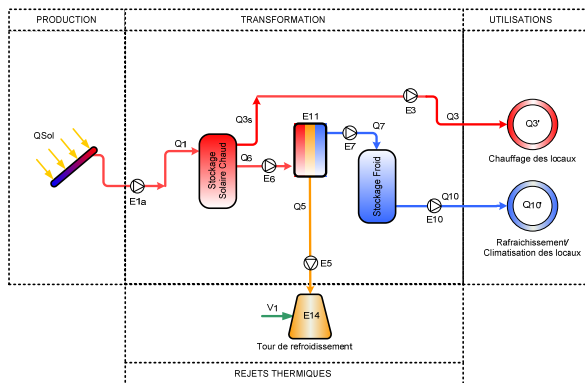 PRODUCTION
TRANSFORMATION
UTILISATIONS
QSol
E1a
Q1
Stockage
Solaire Chaud
Q3s
Q6
E6
E11
E7
Q7
E3
Q3
Q3'
Chauffage des locaux
Stockage Froid
Q10
E10
Q10'
Rafraichissement/
Climatisation des locaux
Q5
E5
V1
E14
Tour de refroidissement
REJETS THERMIQUES